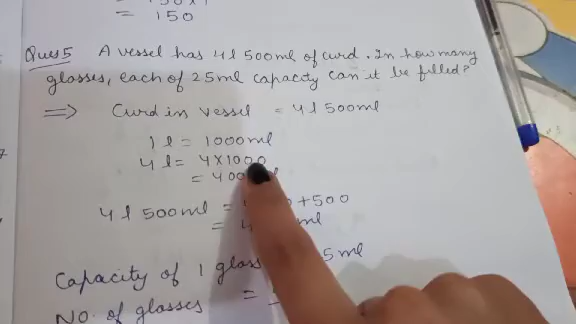 = 150
Ques5 A vessel has 4l 500ml of curd. In how many
glasses, each of 25ml capacity can it be filled?
⇒ Curd in vessel = 4l 500ml
1l = 1000ml
4l = 4×1000
= 400
4l 500ml = +500
= 4 ml
Capacity of 1 glass 5ml
No. of glasses =